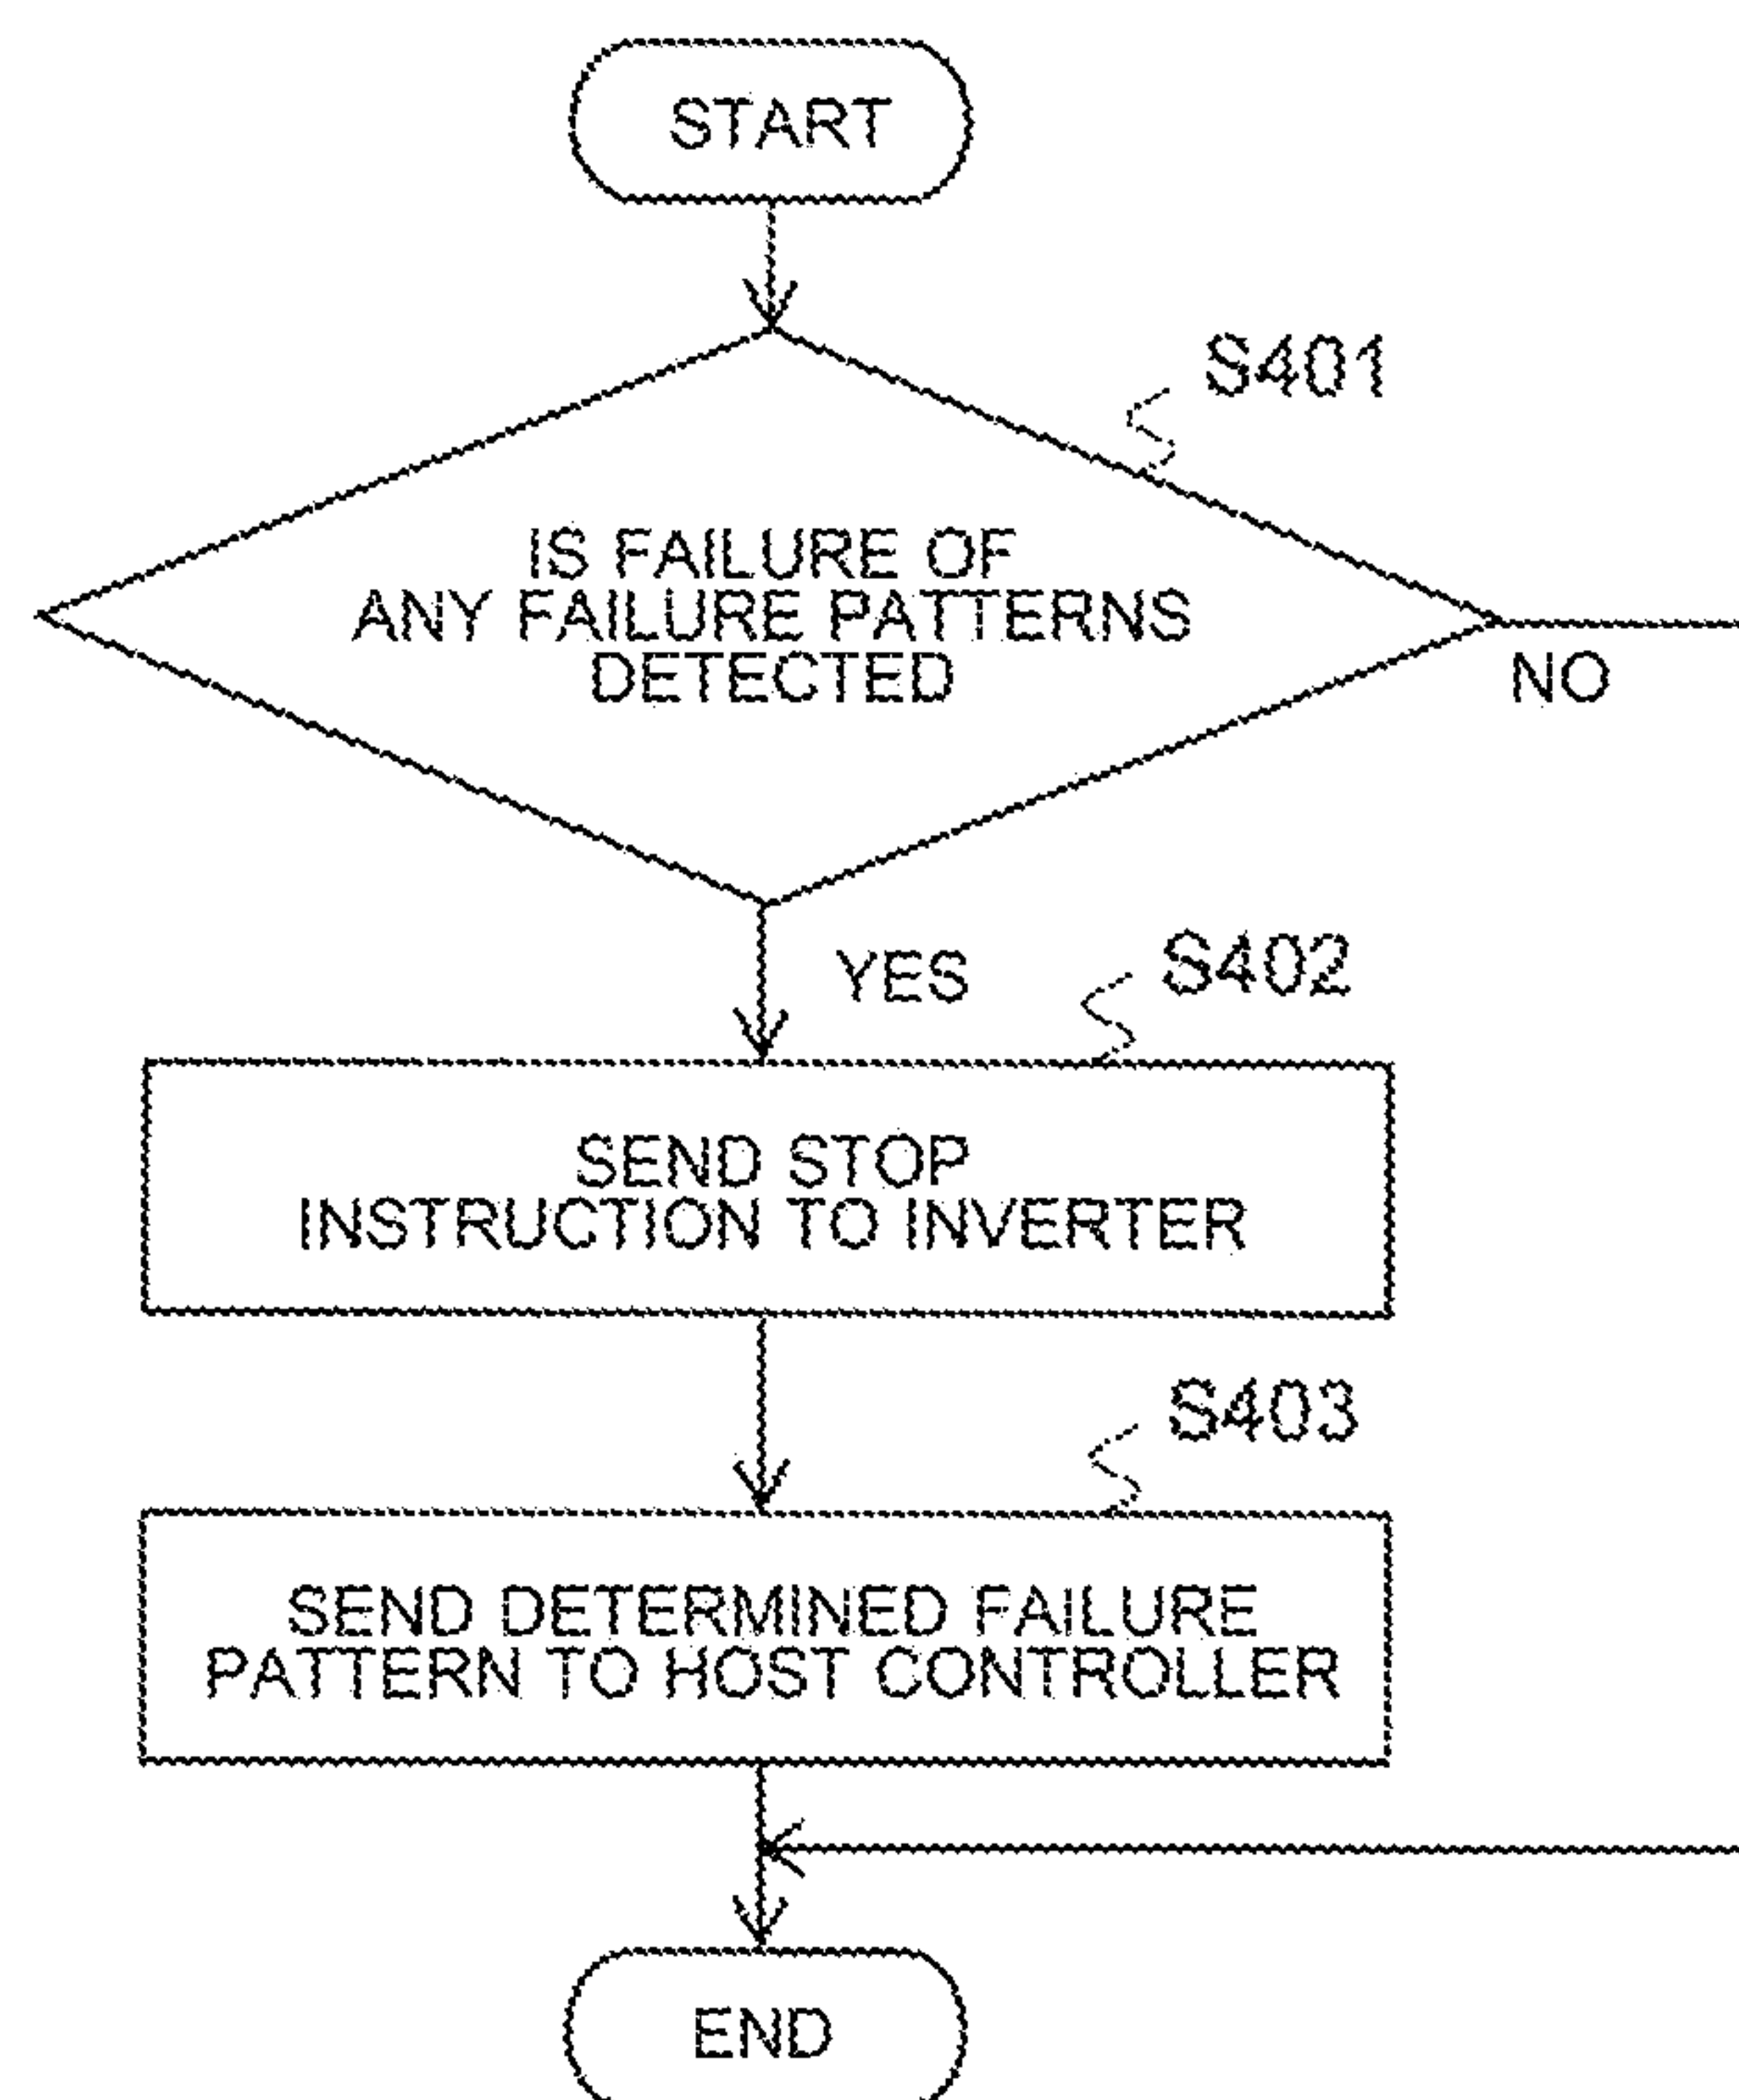 START
S401
IS FAILURE OF
ANY FAILURE PATTERNS
DETECTED
NO
YES
S402
SEND STOP
INSTRUCTION TO INVERTER
S403
SEND DETERMINED FAILURE
PATTERN TO HOST CONTROLLER
END